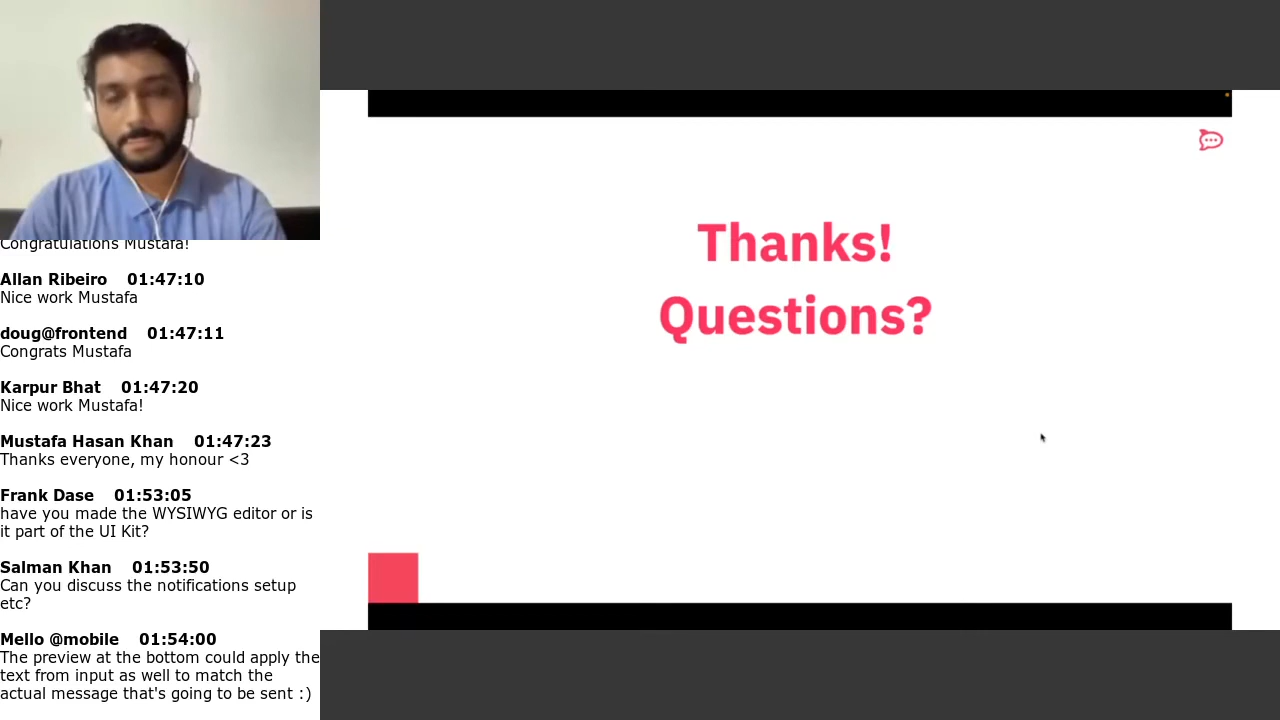 Congratulations Mustafa!
Allan Ribeiro 01:47:10
Nice work Mustafa
doug@frontend 01:47:11
Congrats Mustafa
Karpur Bhat 01:47:20
Nice work Mustafa!
Mustafa Hasan Khan 01:47:23
Thanks everyone, my honour <3
Frank Dase 01:53:05
have you made the WYSIWYG editor or is
it part of the UI Kit?
Salman Khan 01:53:50
Can you discuss the notifications setup
etc?
Mello @mobile 01:54:00
The preview at the bottom could apply the
text from input as well to match the
actual message that's going to be sent :)
Thanks!
Questions?